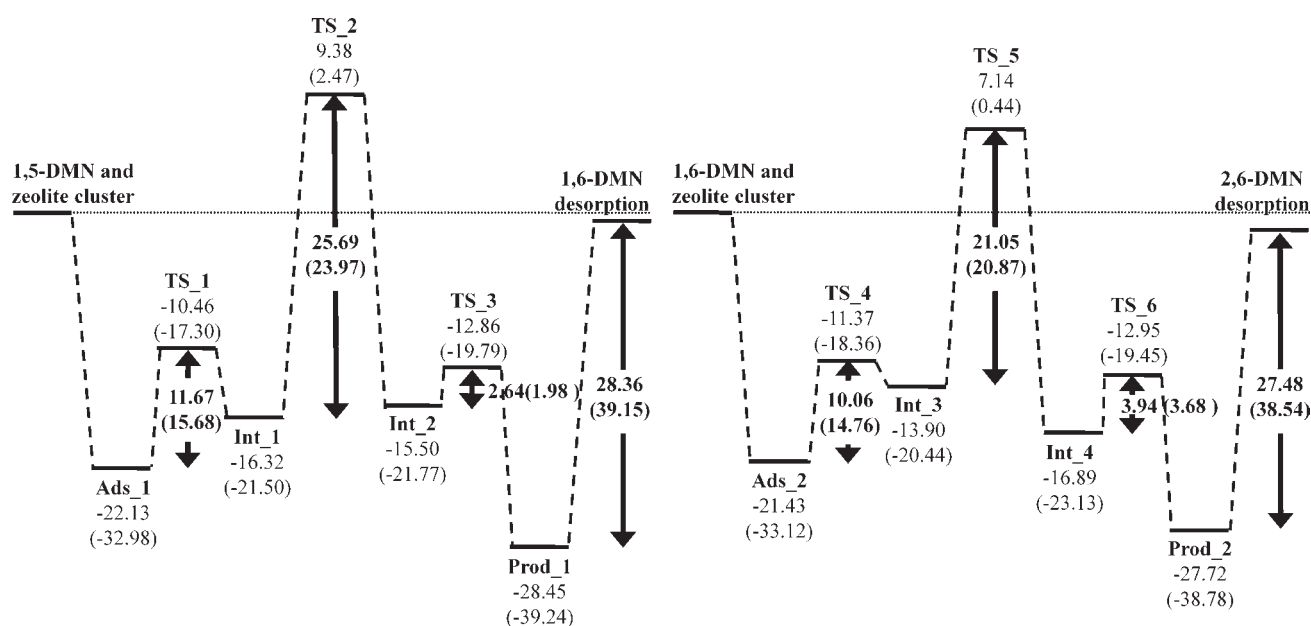 TS_2
9.38
(2.47)
1,5-DMN and
zeolite cluster
1,6-DMN
desorption
25.69
(23.97)
TS_1
-10.46
(-17.30)
TS_3
-12.86
(-19.79)
11.67
(15.68)
2.64(1.98 )
28.36
(39.15)
Int_1
-16.32
(-21.50)
Int_2
-15.50
(-21.77)
Ads_1
-22.13
(-32.98)
Prod_1
-28.45
(-39.24)
TS_5
7.14
(0.44)
1,6-DMN and
zeolite cluster
2,6-DMN
desorption
21.05
(20.87)
TS_4
-11.37
(-18.36)
TS_6
-12.95
(-19.45)
10.06
(14.76)
3.94 (3.68 )
27.48
(38.54)
Int_3
-13.90
(-20.44)
Int_4
-16.89
(-23.13)
Ads_2
-21.43
(-33.12)
Prod_2
-27.72
(-38.78)